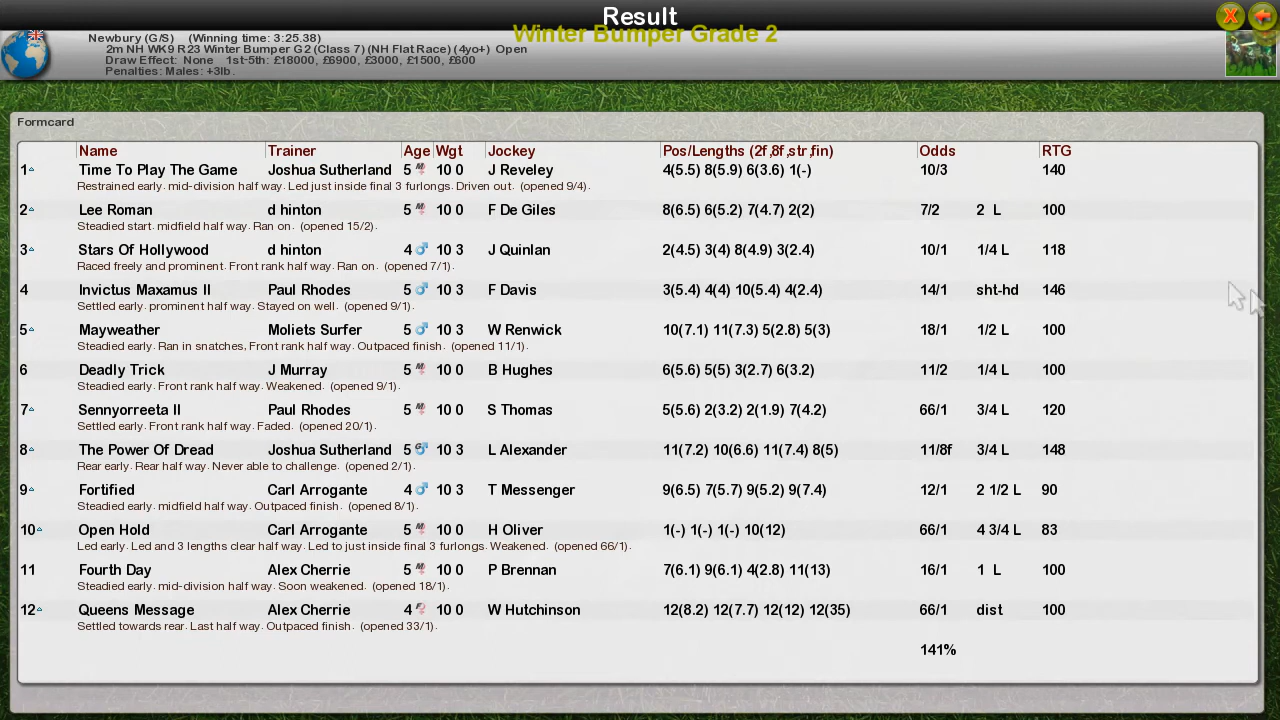 Result
Winter Bumper Grade 2
Newbury (G/S) (Winning time: 3:25.38)
2m NH WK9 R23 Winter Bumper G2 (Class 7) (NH Flat Race) (4yo+) Open
Draw Effect: None 1st-5th: £18000, £6900, £3000, £1500, £600
Penalties: Males: +3lb.
Formcard
Name Trainer Age Wgt Jockey Pos/Lengths (2f,8f,str,fin) Odds RTG
1 Time To Play The Game Joshua Sutherland 5 M 10 0 J Reveley 4(5.5) 8(5.9) 6(3.6) 1(-) 10/3 140
Restrained early. mid-division half way. Led just inside final 3 furlongs. Driven out. (opened 9/4).
2 Lee Roman d hinton 5 M 10 0 F De Giles 8(6.5) 6(5.2) 7(4.7) 2(2) 7/2 2 L 100
Steadied start. midfield half way. Ran on. (opened 15/2).
3 Stars Of Hollywood d hinton 4 10 3 J Quinlan 2(4.5) 3(4) 8(4.9) 3(2.4) 10/1 1/4 L 118
Raced freely and prominent. Front rank half way. Ran on. (opened 7/1).
4 Invictus Maxamus II Paul Rhodes 5 10 3 F Davis 3(5.4) 4(4) 10(5.4) 4(2.4) 14/1 sht-hd 146
Settled early. prominent half way. Stayed on well. (opened 9/1).
5 Mayweather Moliets Surfer 5 10 3 W Renwick 10(7.1) 11(7.3) 5(2.8) 5(3) 18/1 1/2 L 100
Steadied early. Ran in snatches, Front rank half way. Outpaced finish. (opened 11/1).
6 Deadly Trick J Murray 5 M 10 0 B Hughes 6(5.6) 5(5) 3(2.7) 6(3.2) 11/2 1/4 L 100
Steadied early. Front rank half way. Weakened. (opened 9/1).
7 Sennyorreeta II Paul Rhodes 5 M 10 0 S Thomas 5(5.6) 2(3.2) 2(1.9) 7(4.2) 66/1 3/4 L 120
Settled early. Front rank half way. Faded. (opened 20/1).
8 The Power Of Dread Joshua Sutherland 5 G 10 3 L Alexander 11(7.2) 10(6.6) 11(7.4) 8(5) 11/8f 3/4 L 148
Rear early. Rear half way. Never able to challenge. (opened 2/1).
9 Fortified Carl Arrogante 4 10 3 T Messenger 9(6.5) 7(5.7) 9(5.2) 9(7.4) 12/1 2 1/2 L 90
Steadied early. midfield half way. Outpaced finish. (opened 8/1).
10 Open Hold Carl Arrogante 5 M 10 0 H Oliver 1(-) 1(-) 1(-) 10(12) 66/1 4 3/4 L 83
Led early. Led and 3 lengths clear half way. Led to just inside final 3 furlongs. Weakened. (opened 66/1).
11 Fourth Day Alex Cherrie 5 M 10 0 P Brennan 7(6.1) 9(6.1) 4(2.8) 11(13) 16/1 1 L 100
Steadied early. mid-division half way. Soon weakened. (opened 18/1).
12 Queens Message Alex Cherrie 4 F 10 0 W Hutchinson 12(8.2) 12(7.7) 12(12) 12(35) 66/1 dist 100
Settled towards rear. Last half way. Outpaced finish. (opened 33/1).
141%